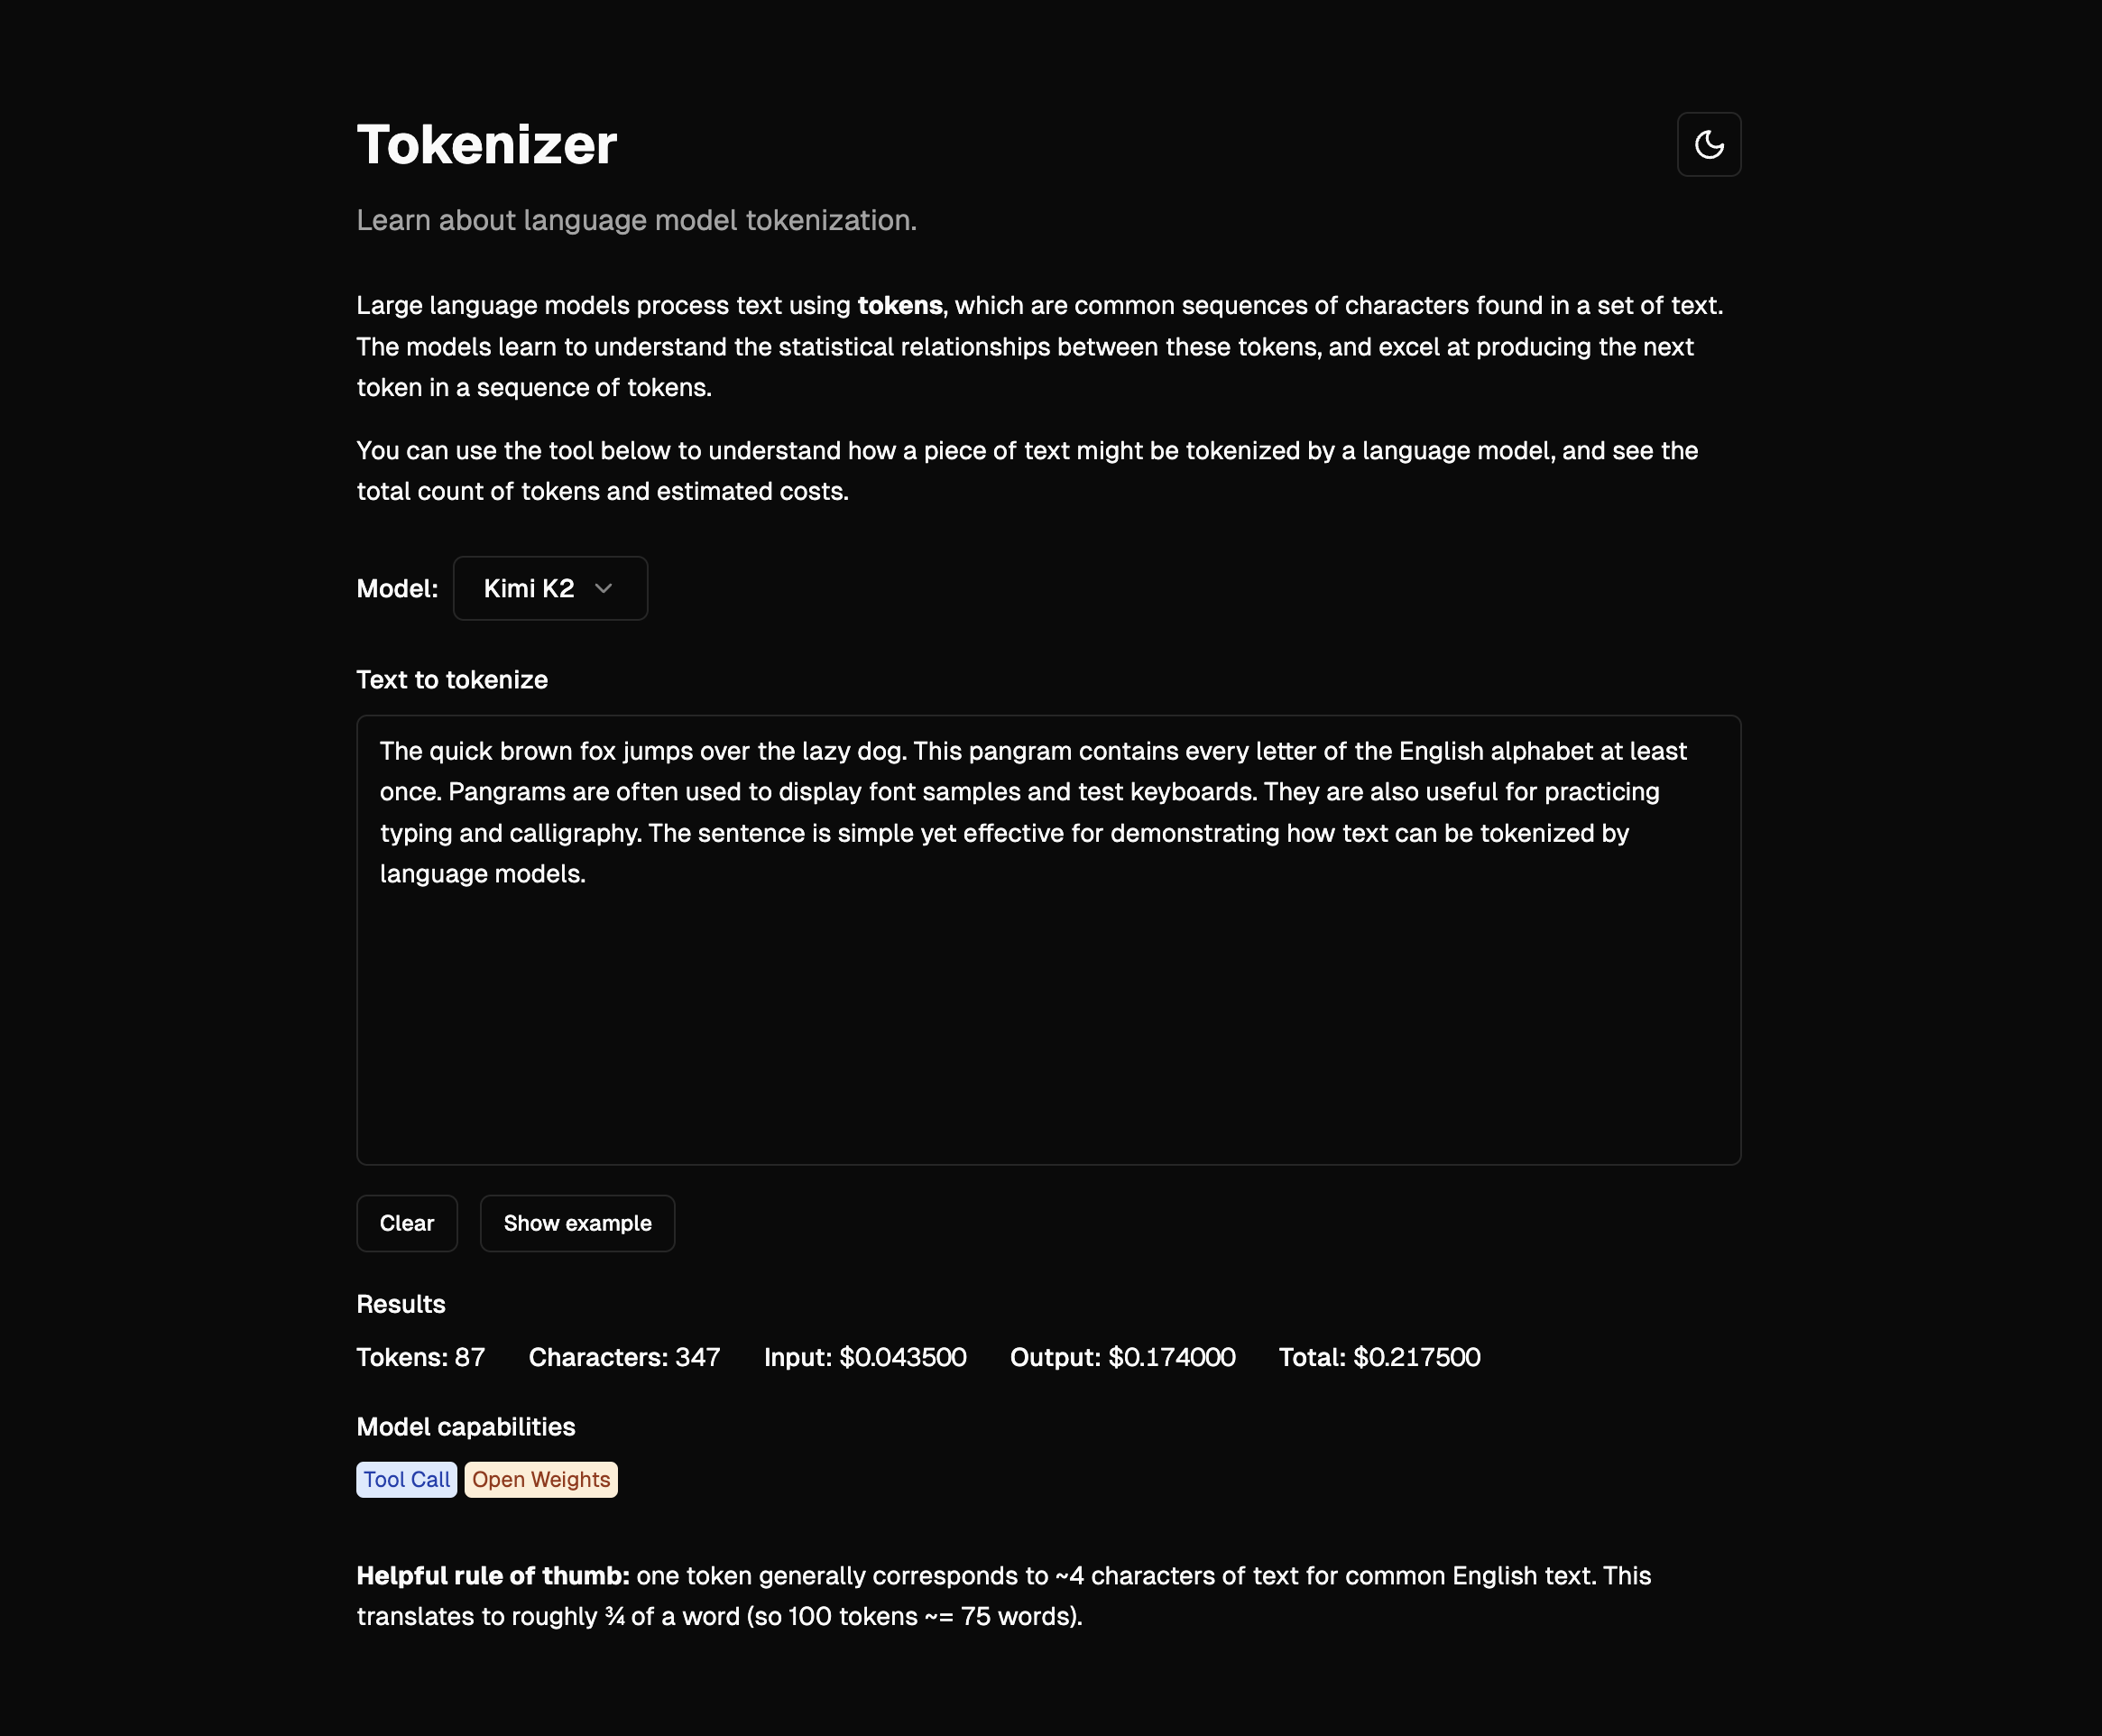 Tokenizer
Learn about language model tokenization.
Large language models process text using tokens, which are common sequences of characters found in a set of text.
The models learn to understand the statistical relationships between these tokens, and excel at producing the next
token in a sequence of tokens.
You can use the tool below to understand how a piece of text might be tokenized by a language model, and see the
total count of tokens and estimated costs.
Model: Kimi K2
Text to tokenize
The quick brown fox jumps over the lazy dog. This pangram contains every letter of the English alphabet at least
once. Pangrams are often used to display font samples and test keyboards. They are also useful for practicing
typing and calligraphy. The sentence is simple yet effective for demonstrating how text can be tokenized by
language models.
Clear Show example
Results
Tokens: 87 Characters: 347 Input: $0.043500 Output: $0.174000 Total: $0.217500
Model capabilities
Tool Call Open Weights
Helpful rule of thumb: one token generally corresponds to ~4 characters of text for common English text. This
translates to roughly ¾ of a word (so 100 tokens ~= 75 words).